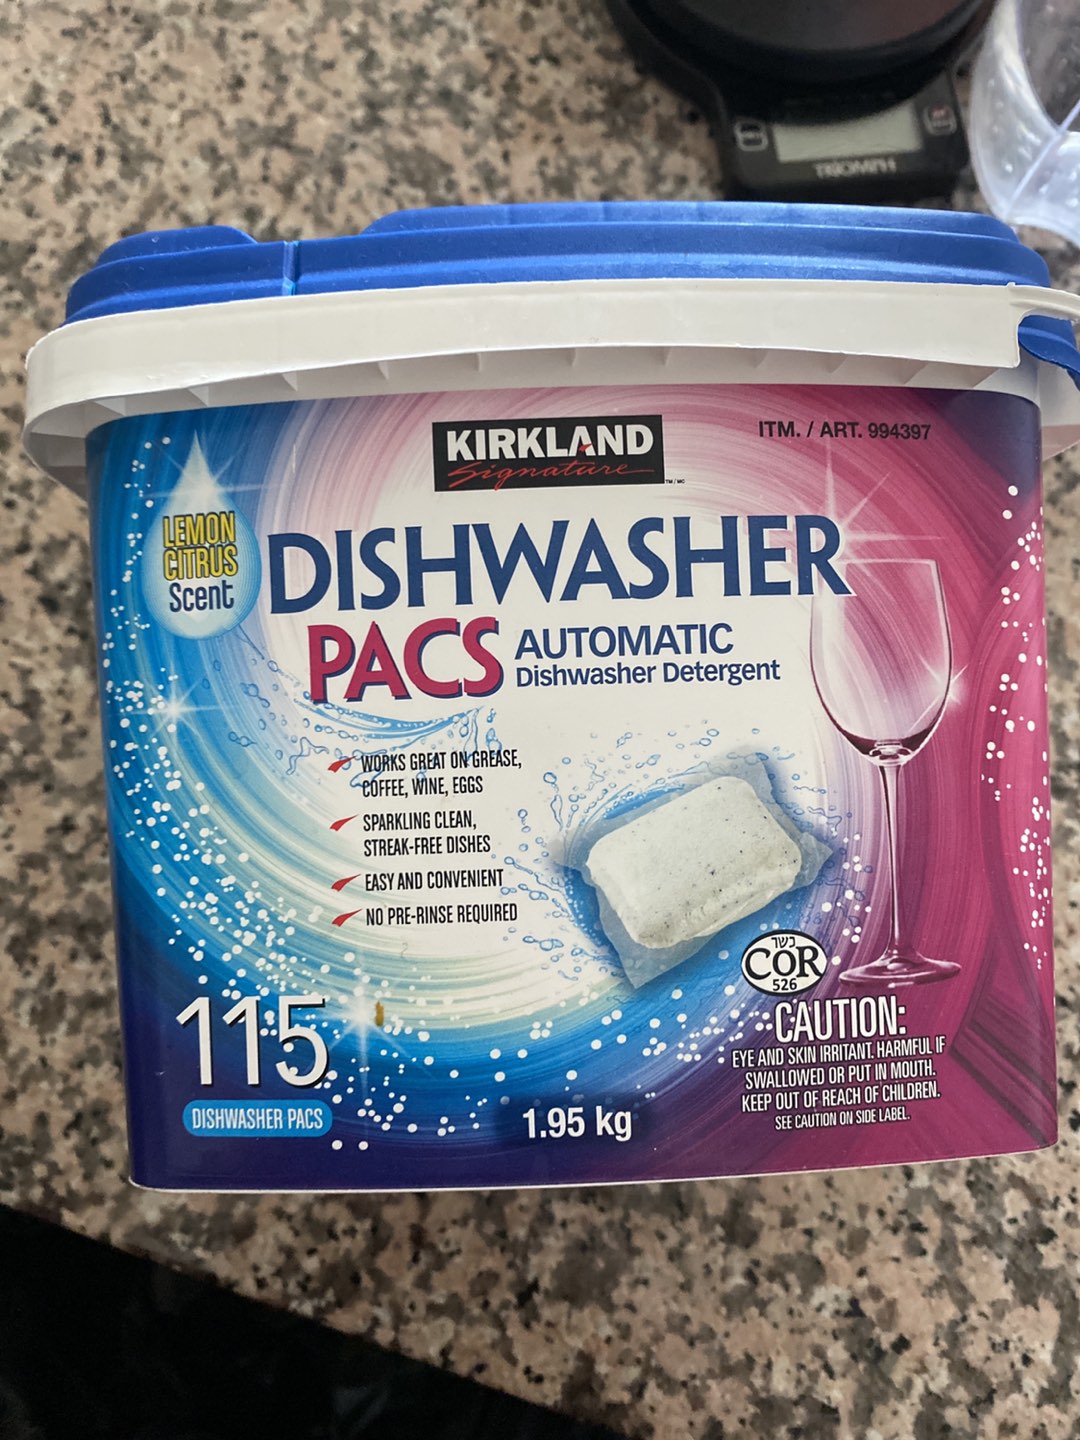 TRIOMPH
KIRKLAND
Signature
TM/MC
ITM. / ART. 994397
LEMON
CITRUS
Scent
DISHWASHER
PACS
AUTOMATIC
Dishwasher Detergent
WORKS GREAT ON GREASE,
COFFEE, WINE, EGGS
SPARKLING CLEAN,
STREAK-FREE DISHES
EASY AND CONVENIENT
NO PRE-RINSE REQUIRED
כשר
COR
526
CAUTION:
EYE AND SKIN IRRITANT. HARMFUL IF
SWALLOWED OR PUT IN MOUTH.
KEEP OUT OF REACH OF CHILDREN.
SEE CAUTION ON SIDE LABEL.
115
DISHWASHER PACS
1.95 kg